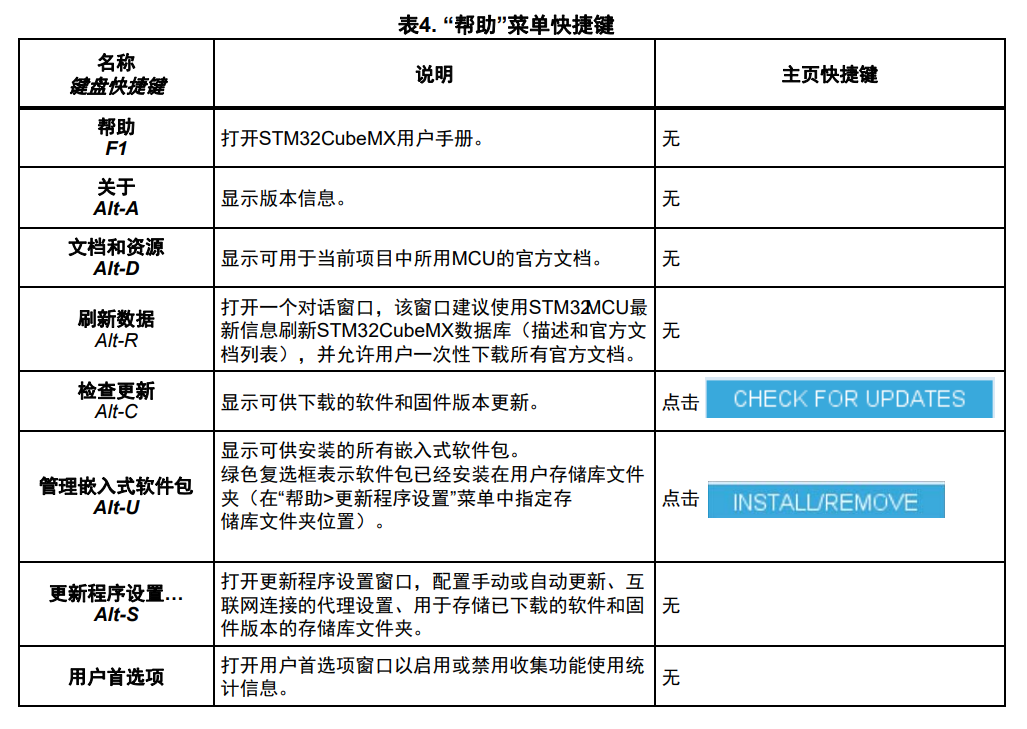 表4. “帮助”菜单快捷键
名称
键盘快捷键
说明
主页快捷键
帮助
F1
打开STM32CubeMX用户手册。
无
关于
Alt-A
显示版本信息。
无
文档和资源
Alt-D
显示可用于当前项目中所用MCU的官方文档。
无
刷新数据
Alt-R
打开一个对话窗口，该窗口建议使用STM32MCU最
新信息刷新STM32CubeMX数据库（描述和官方文
档列表），并允许用户一次性下载所有官方文档。
无
检查更新
Alt-C
显示可供下载的软件和固件版本更新。
点击 CHECK FOR UPDATES
管理嵌入式软件包
Alt-U
显示可供安装的所有嵌入式软件包。
绿色复选框表示软件包已经安装在用户存储库文件
夹（在“帮助>更新程序设置”菜单中指定存
储库文件夹位置）。
点击 INSTALL/REMOVE
更新程序设置…
Alt-S
打开更新程序设置窗口，配置手动或自动更新、互
联网连接的代理设置、用于存储已下载的软件和固
件版本的存储库文件夹。
无
用户首选项
打开用户首选项窗口以启用或禁用收集功能使用统
计信息。
无